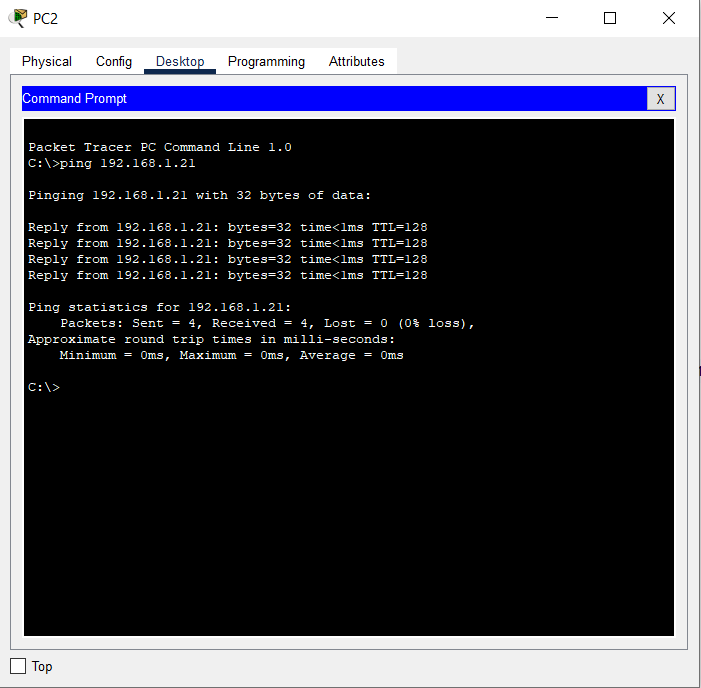 PC2
Physical Config Desktop Programming Attributes
Command Prompt X
Packet Tracer PC Command Line 1.0
C:\>ping 192.168.1.21
Pinging 192.168.1.21 with 32 bytes of data:
Reply from 192.168.1.21: bytes=32 time<1ms TTL=128
Reply from 192.168.1.21: bytes=32 time<1ms TTL=128
Reply from 192.168.1.21: bytes=32 time<1ms TTL=128
Reply from 192.168.1.21: bytes=32 time<1ms TTL=128
Ping statistics for 192.168.1.21:
Packets: Sent = 4, Received = 4, Lost = 0 (0% loss),
Approximate round trip times in milli-seconds:
Minimum = 0ms, Maximum = 0ms, Average = 0ms
C:\>
Top